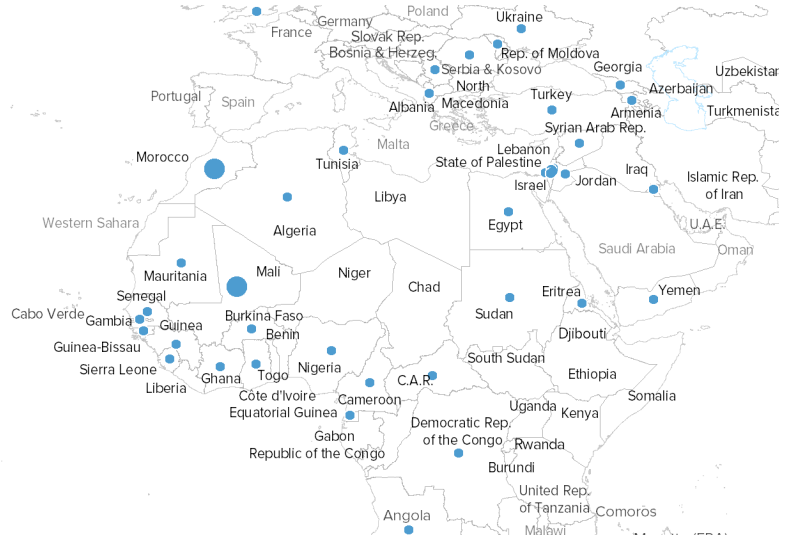 Poland
Ukraine
Germany
France
Slovak Rep.
Bosnia & Herzeg.
Rep. of Moldova
Serbia & Kosovo
Georgia
Uzbekistan
North
Macedonia
Azerbaijan
Portugal
Spain
Albania
Turkey
Armenia
Turkmenista
Greece
Syrian Arab Rep.
Malta
Lebanon
Morocco
Tunisia
State of Palestine
Israel
Jordan
Iraq
Islamic Rep.
of Iran
Libya
Western Sahara
Algeria
Egypt
U.A.E.
Saudi Arabia
Oman
Mauritania
Mali
Niger
Chad
Senegal
Eritrea
Yemen
Cabo Verde
Gambia
Guinea
Burkina Faso
Sudan
Benin
Djibouti
Guinea-Bissau
Sierra Leone
Nigeria
South Sudan
Liberia
Ghana
Togo
C.A.R.
Ethiopia
Côte d'Ivoire
Cameroon
Somalia
Equatorial Guinea
Uganda
Kenya
Democratic Rep.
of the Congo
Gabon
Rwanda
Republic of the Congo
Burundi
United Rep.
of Tanzania
Angola
Comoros
Malawi